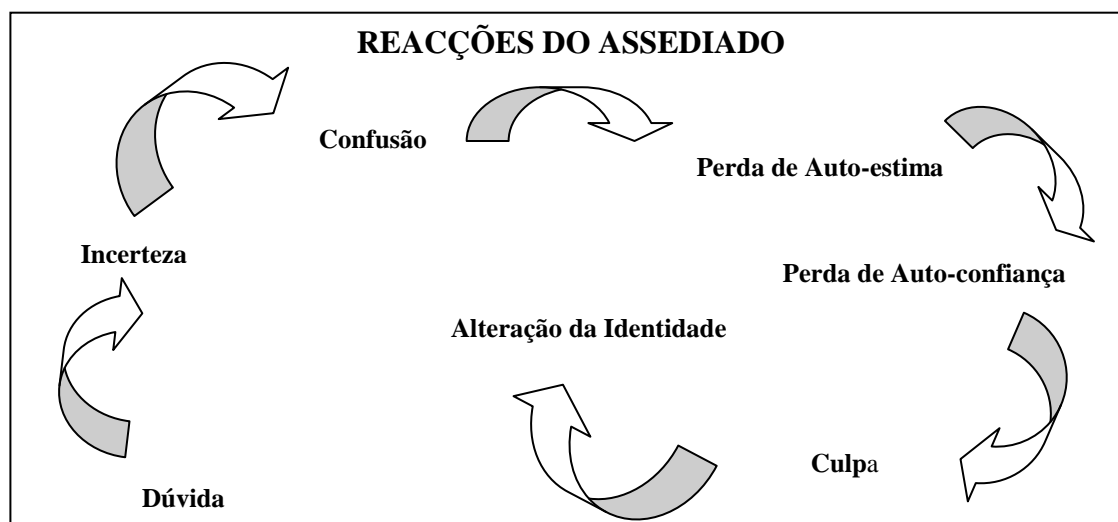 REACÇÕES DO ASSEDIADO
Confusão
Perda de Auto-estima
Incerteza
Perda de Auto-confiança
Alteração da Identidade
Culpa
Dúvida